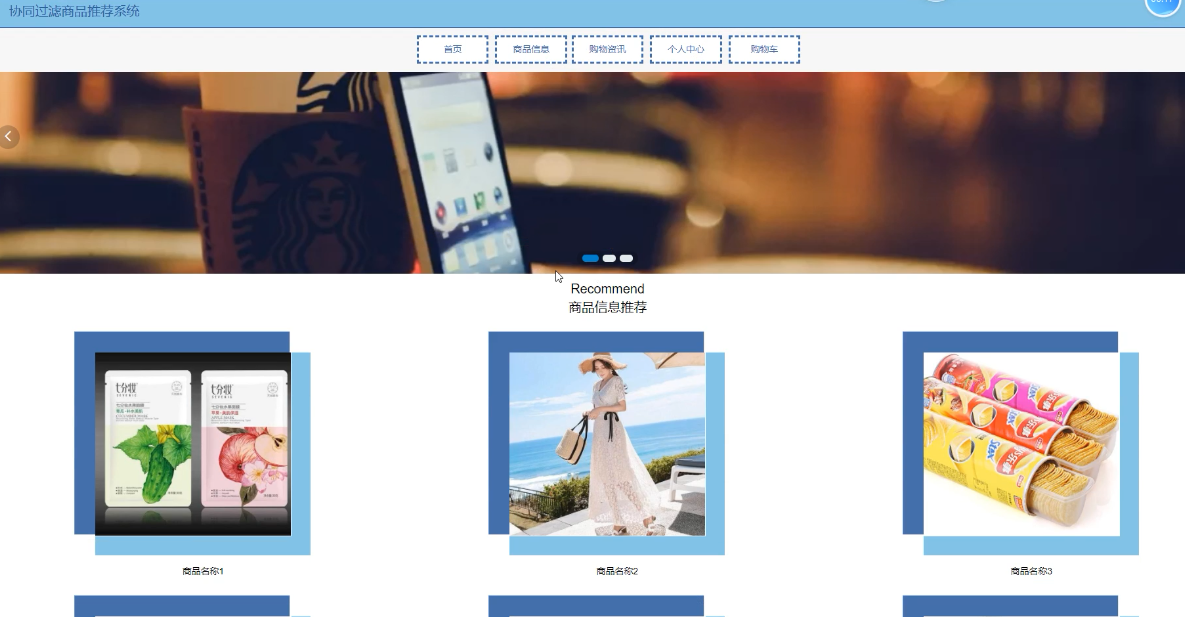 协同过滤商品推荐系统
首页
商品信息
购物资讯
个人中心
购物车
Recommend
商品信息推荐
商品名称1
商品名称2
商品名称3